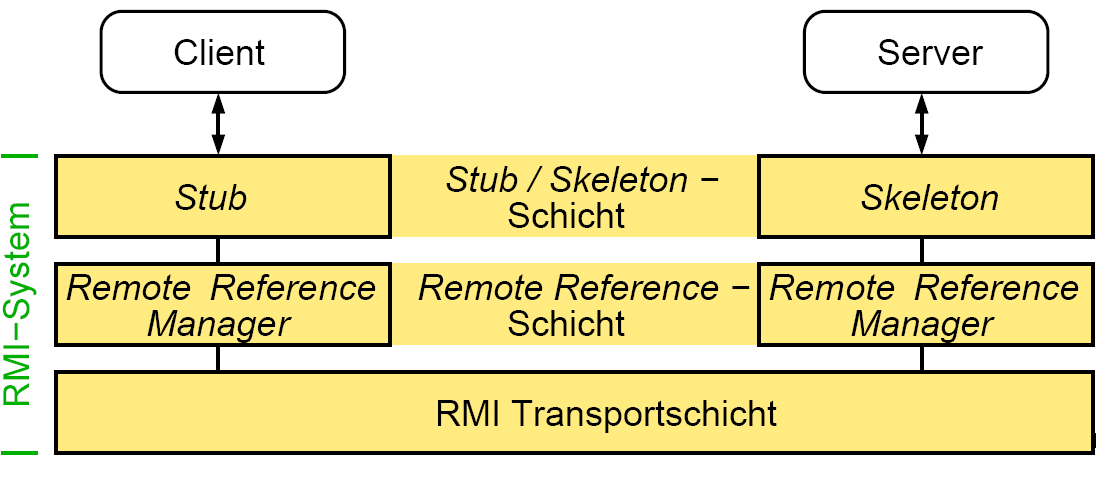 Client
Server
Stub
Stub / Skeleton −
Schicht
Skeleton
Remote Reference
Manager
Remote Reference −
Schicht
Remote Reference
Manager
RMI Transportschicht
RMI−System